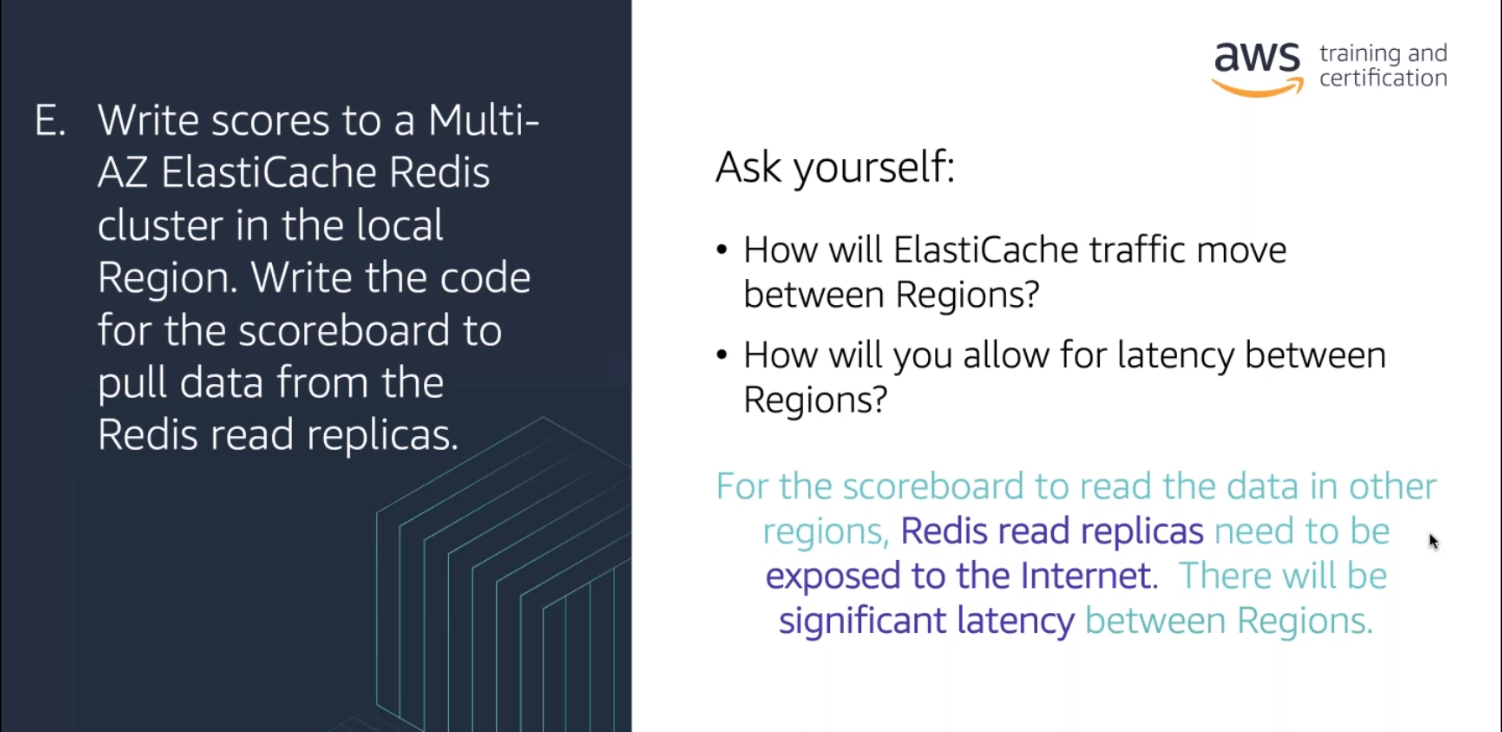 E. Write scores to a Multi-
AZ ElastiCache Redis
cluster in the local
Region. Write the code
for the scoreboard to
pull data from the
Redis read replicas.
aws training and
certification
Ask yourself:
• How will ElastiCache traffic move
between Regions?
• How will you allow for latency between
Regions?
For the scoreboard to read the data in other
regions, Redis read replicas need to be
exposed to the Internet. There will be
significant latency between Regions.